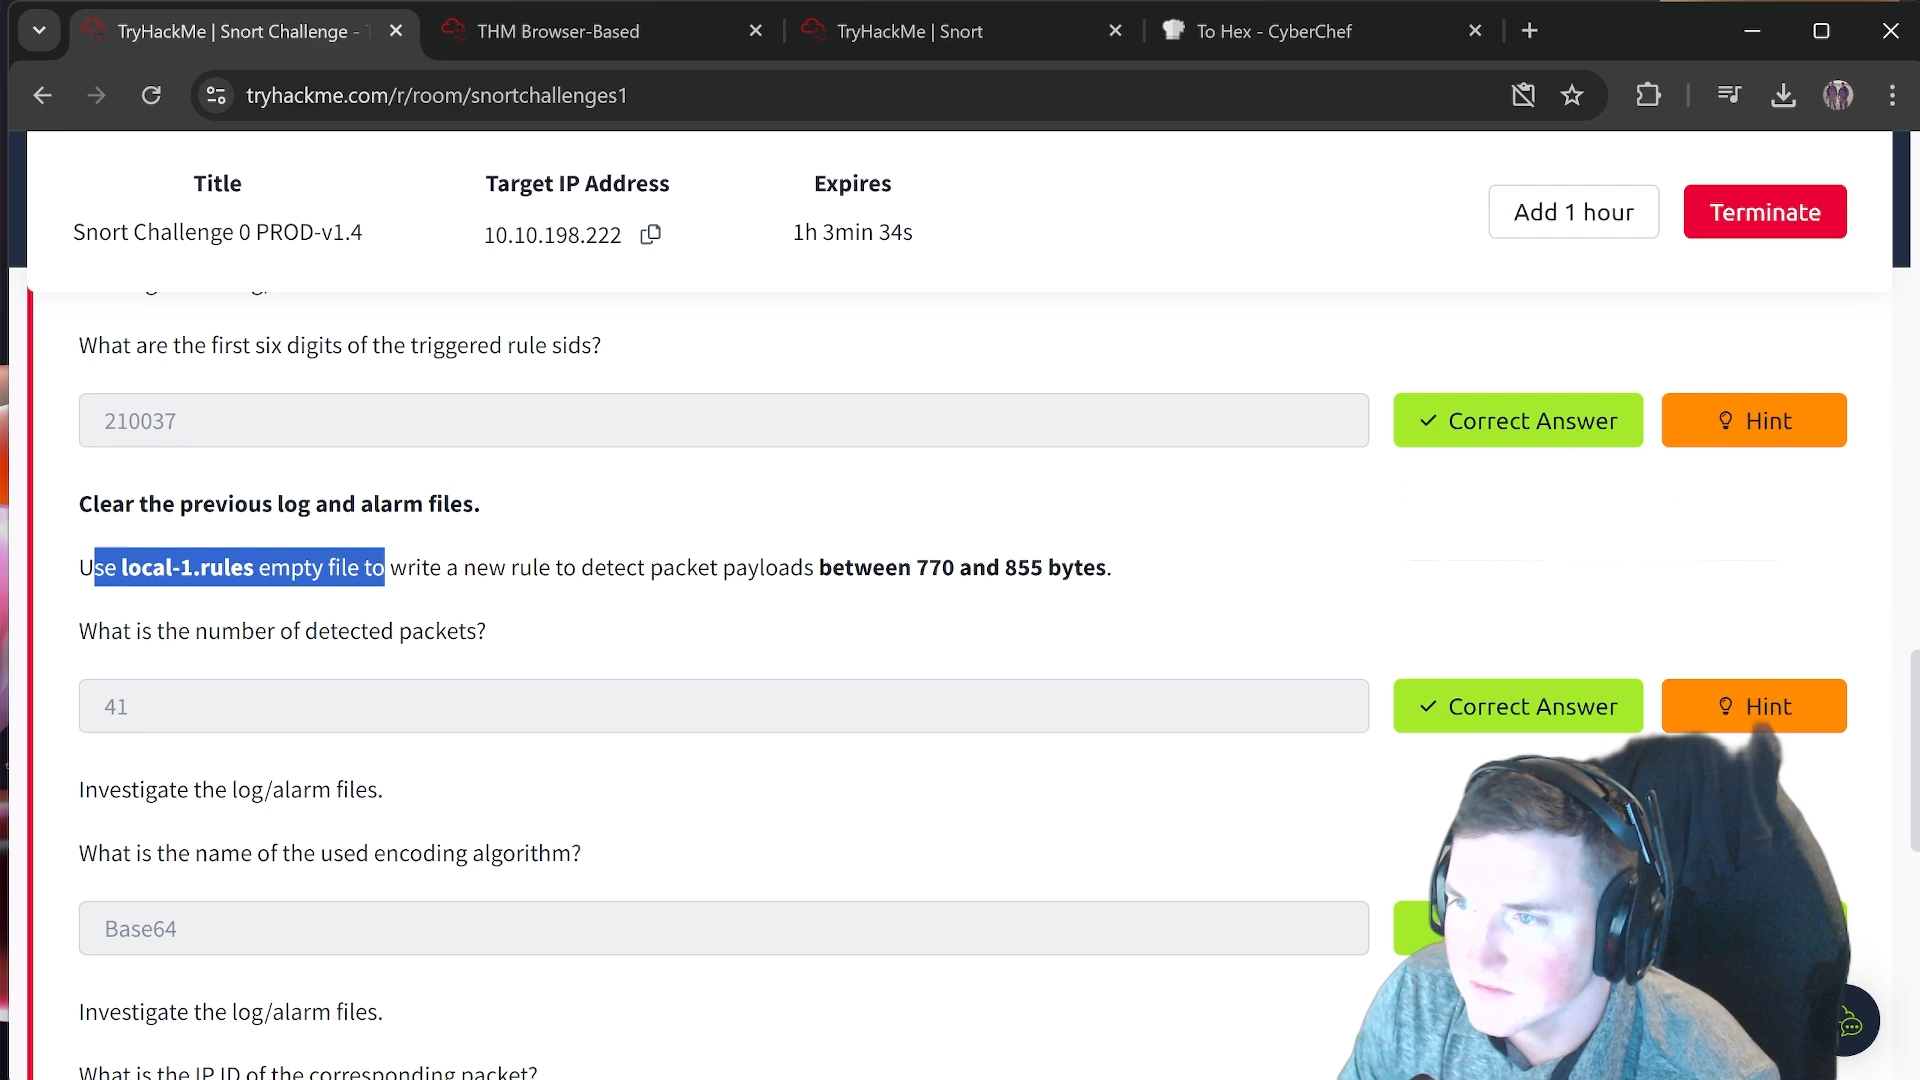 TryHackMe | Snort Challenge -
THM Browser-Based
TryHackMe | Snort
To Hex - CyberChef
tryhackme.com/r/room/snortchallenges1
Title
Target IP Address
Expires
Snort Challenge 0 PROD-v1.4
10.10.198.222
1h 3min 34s
Add 1 hour
Terminate
What are the first six digits of the triggered rule sids?
210037
Correct Answer
Hint
Clear the previous log and alarm files.
Use local-1.rules empty file to write a new rule to detect packet payloads between 770 and 855 bytes.
What is the number of detected packets?
41
Correct Answer
Hint
Investigate the log/alarm files.
What is the name of the used encoding algorithm?
Base64
Investigate the log/alarm files.
What is the IP ID of the corresponding packet?